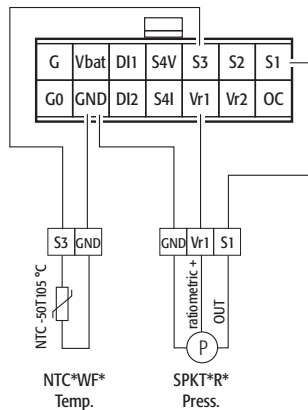 G Vbat DI1 S4V S3 S2 S1
G0 GND DI2 S4I Vr1 Vr2 OC
S3 GND
GND Vr1 S1
NTC -50T105 °C
ratiometric +
OUT
P
NTC*WF*
Temp.
SPKT*R*
Press.